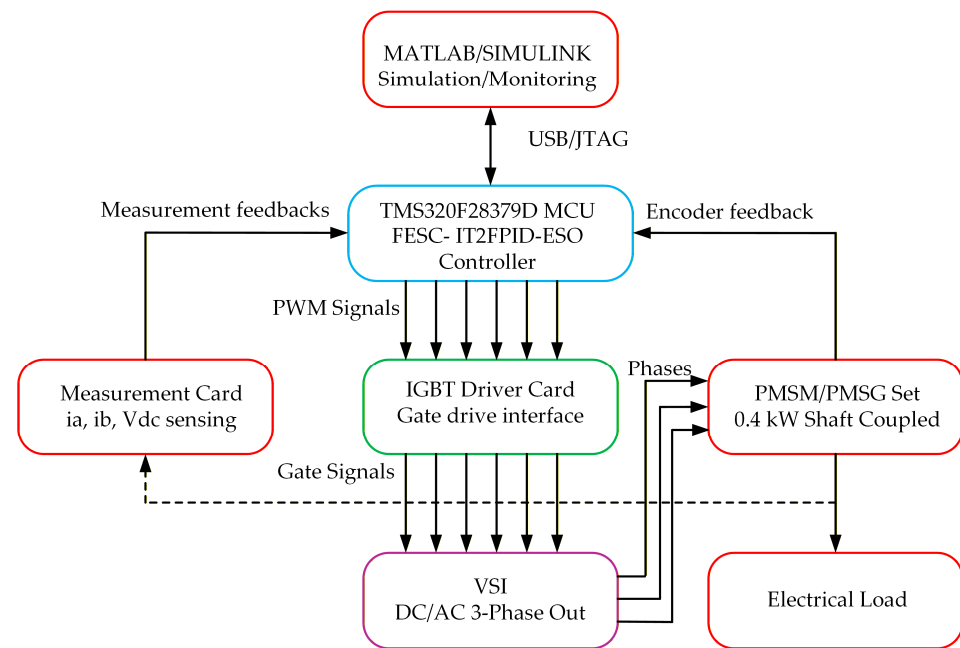 MATLAB/SIMULINK
Simulation/Monitoring
USB/JTAG
Measurement feedbacks
TMS320F28379D MCU
FESC- IT2FPID-ESO
Controller
Encoder feedback
PWM Signals
Measurement Card
ia, ib, Vdc sensing
IGBT Driver Card
Gate drive interface
Phases
PMSM/PMSG Set
0.4 kW Shaft Coupled
Gate Signals
VSI
DC/AC 3-Phase Out
Electrical Load